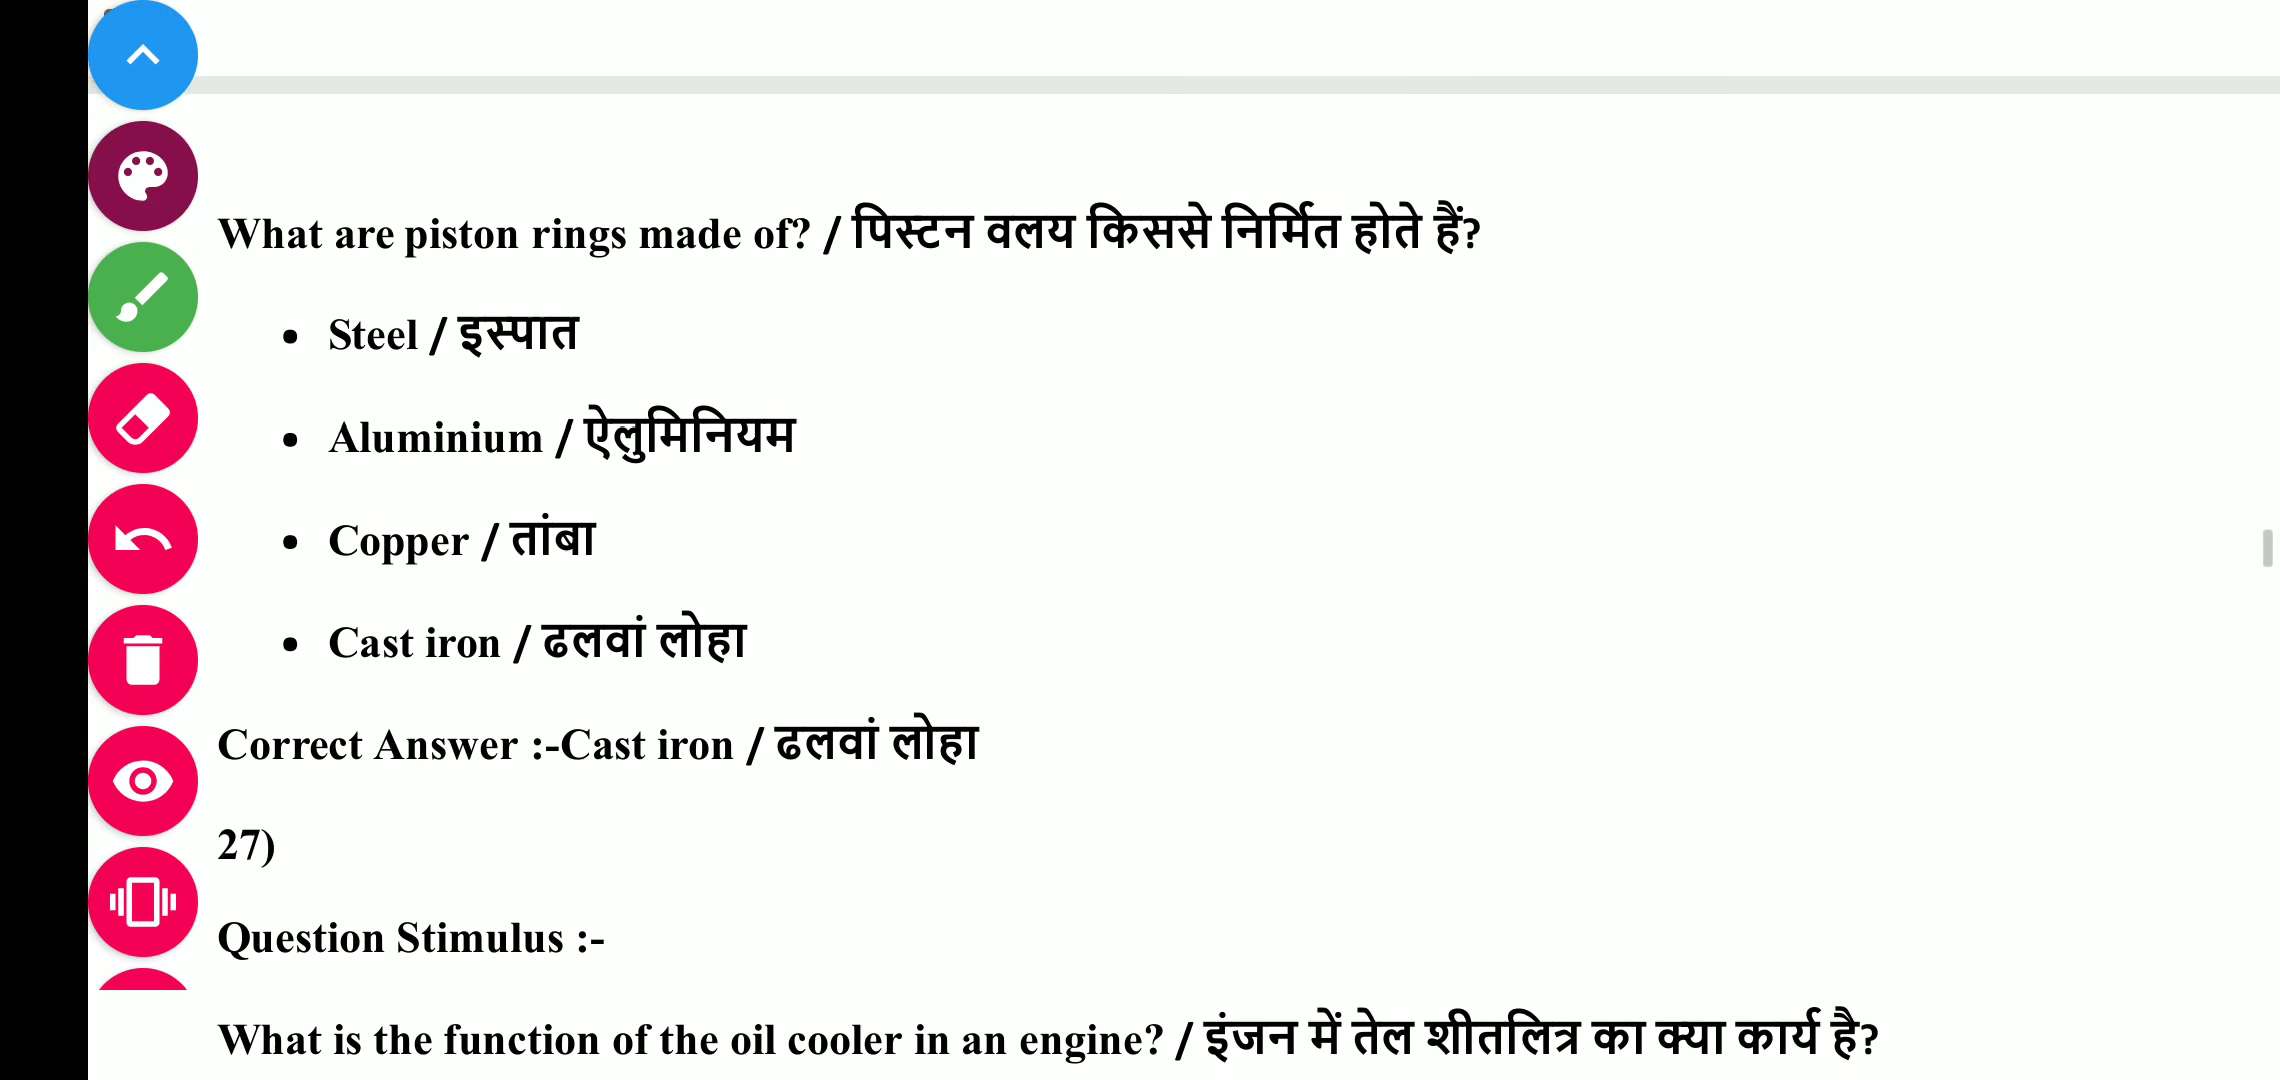 What are piston rings made of? / पिस्टन वलय किससे निर्मित होते हैं?
• Steel / इस्पात
• Aluminium / ऐलुमिनियम
• Copper / तांबा
• Cast iron / ढलवां लोहा
Correct Answer :-Cast iron / ढलवां लोहा
27)
Question Stimulus :-
What is the function of the oil cooler in an engine? / इंजन में तेल शीतलित्र का क्या कार्य है?